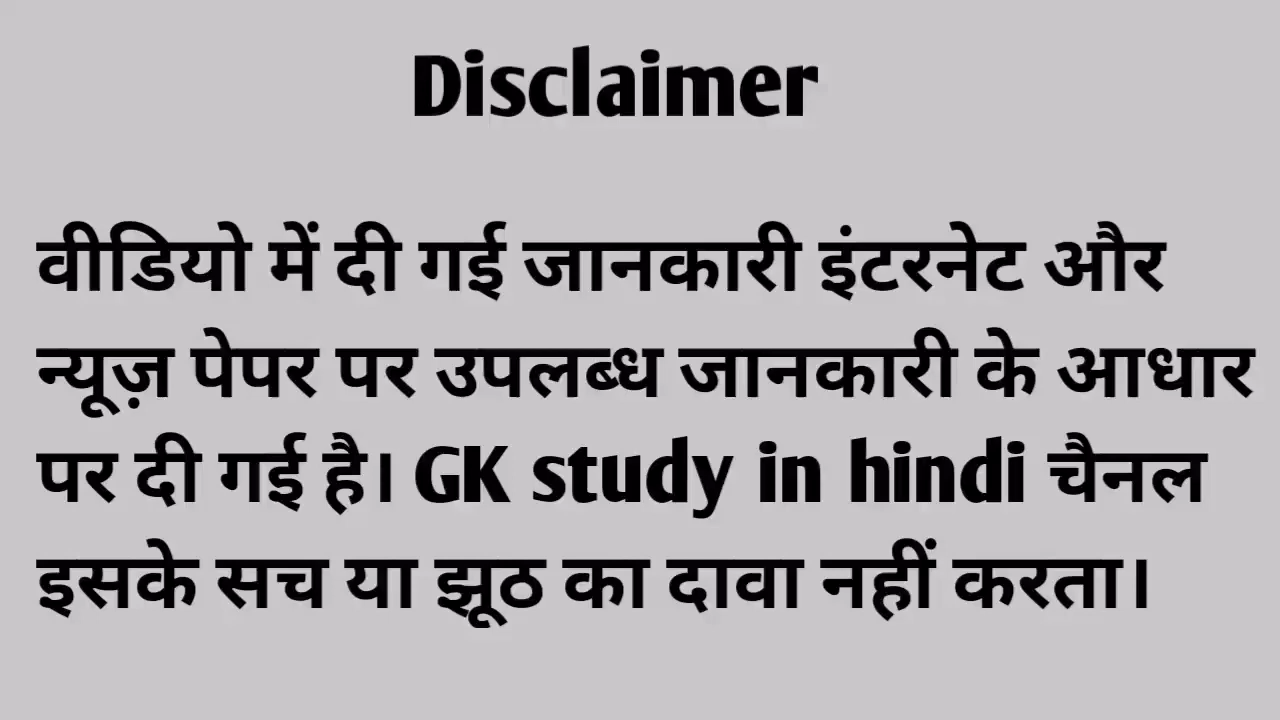 Disclaimer
वीडियो में दी गई जानकारी इंटरनेट और
न्यूज़ पेपर पर उपलब्ध जानकारी के आधार
पर दी गई है। GK study in hindi चैनल
इसके सच या झूठ का दावा नहीं करता।